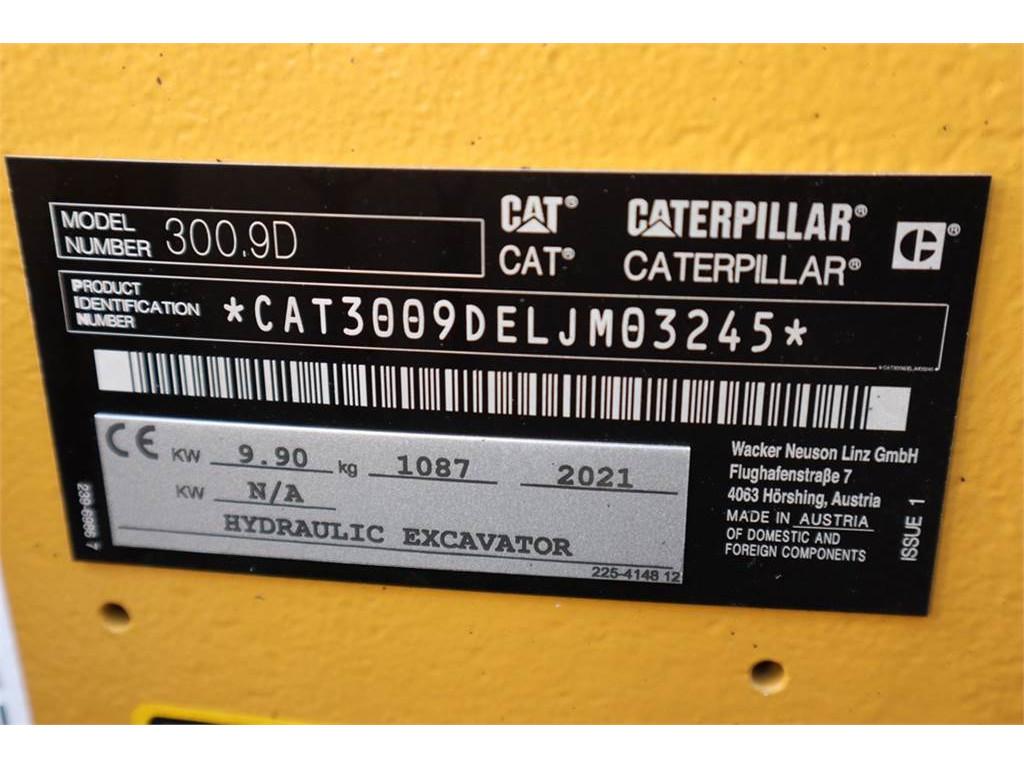 MODEL
NUMBER 300.9D
CAT® CATERPILLAR® ®
CAT® CATERPILLAR®
PRODUCT
IDENTIFICATION
NUMBER
*CAT3009DELJM03245*
*CAT3009DELJM03245*
CE KW 9.90 kg 1087 2021
KW N/A
HYDRAULIC EXCAVATOR
225-4148 12
239-6986 7
Wacker Neuson Linz GmbH
Flughafenstraße 7
4063 Hörshing, Austria
MADE IN AUSTRIA
OF DOMESTIC AND
FOREIGN COMPONENTS
ISSUE 1